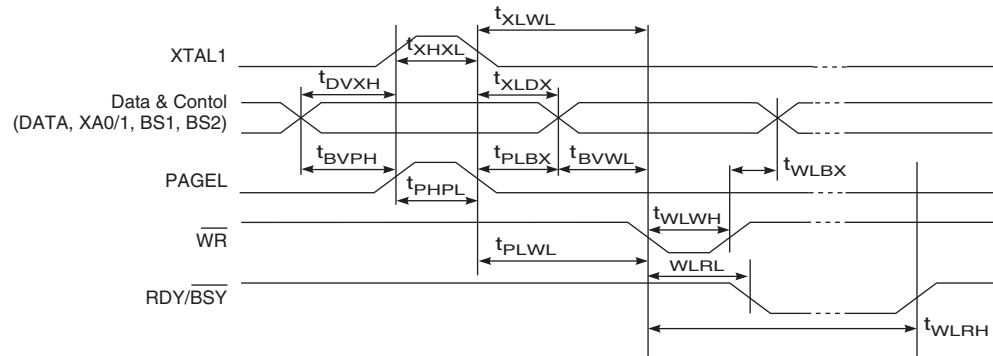 tXLWL
XTAL1
tXHXL
tDVXH
tXLDX
Data & Contol
(DATA, XA0/1, BS1, BS2)
tBVPH
tPLBX
tBVWL
tWLBX
PAGEL
tPHPL
tWLWH
WR
tPLWL
WLRL
RDY/BSY
tWLRH